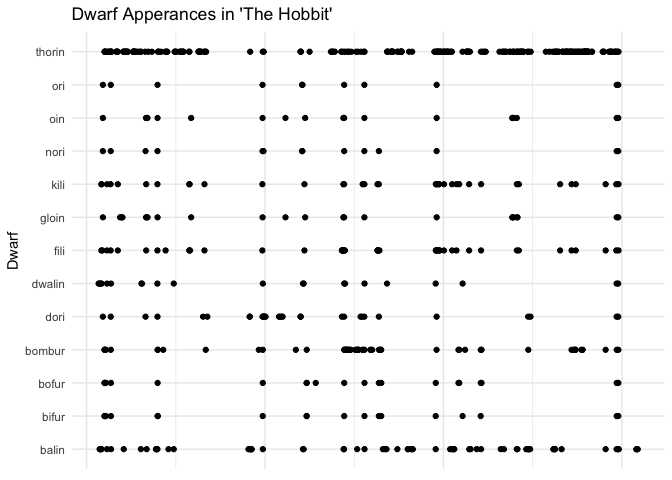 Dwarf Apperances in 'The Hobbit'
thorin
ori
oin
nori
kili
gloin
fili
dwalin
dori
bombur
bofur
bifur
balin
Dwarf